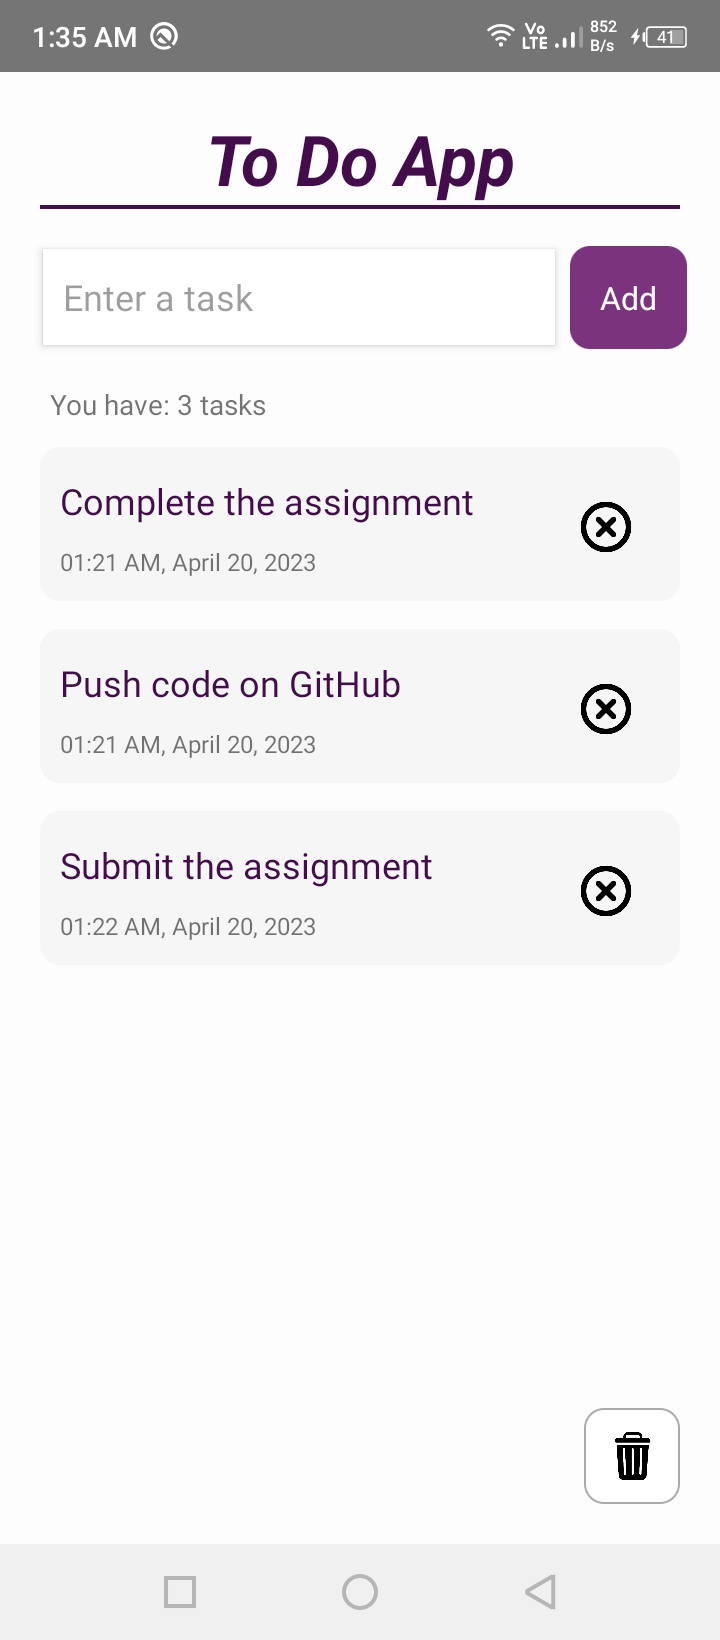 1:35 AM
Vo LTE
852 B/s
41
To Do App
Enter a task
Add
You have: 3 tasks
Complete the assignment
01:21 AM, April 20, 2023
Push code on GitHub
01:21 AM, April 20, 2023
Submit the assignment
01:22 AM, April 20, 2023